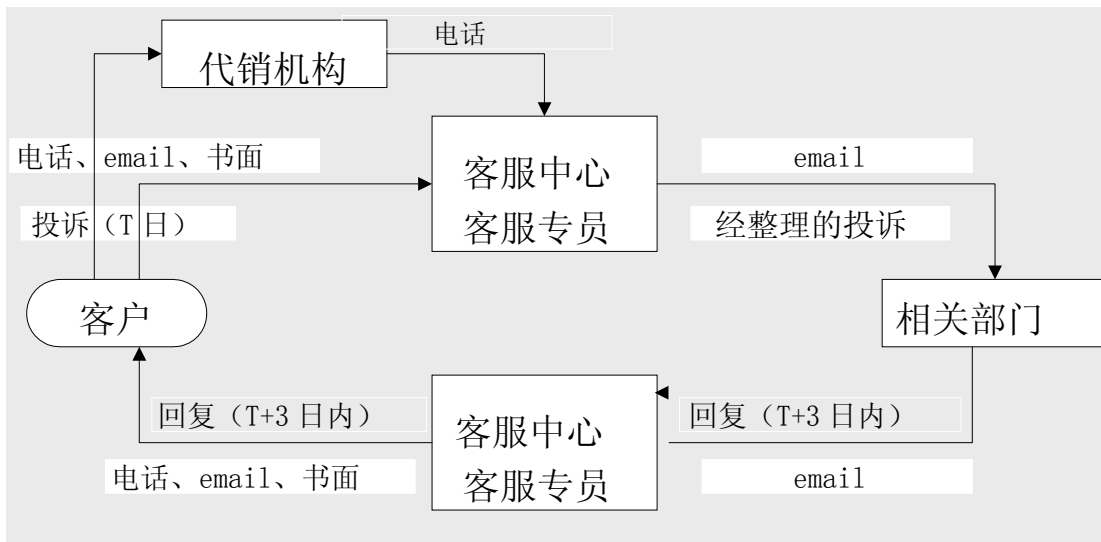 电话
代销机构
电话、email、书面
客服中心
客服专员
email
投诉（T 日）
经整理的投诉
客户
相关部门
回复（T+3 日内）
客服中心
客服专员
回复（T+3 日内）
电话、email、书面
email